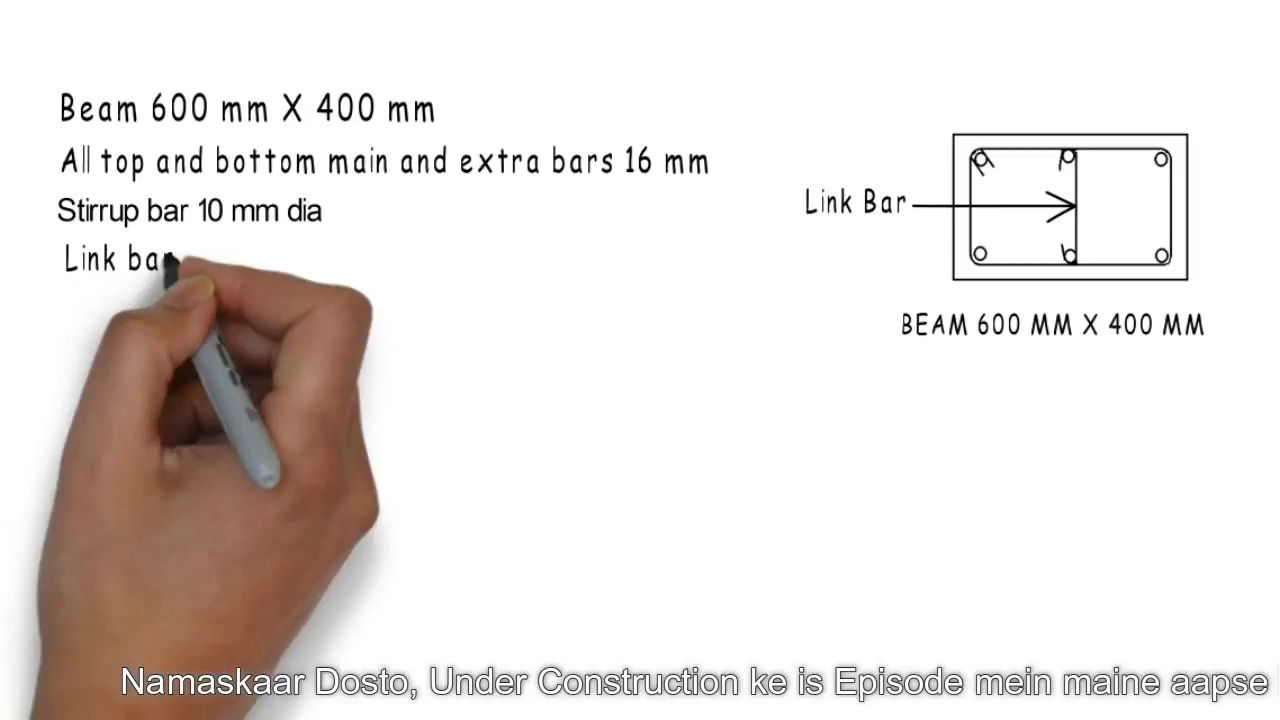 Beam 600 mm X 400 mm
All top and bottom main and extra bars 16 mm
Stirrup bar 10 mm dia
Link bar
Link Bar
BEAM 600 MM X 400 MM
Namaskaar Dosto, Under Construction ke is Episode mein maine aapse